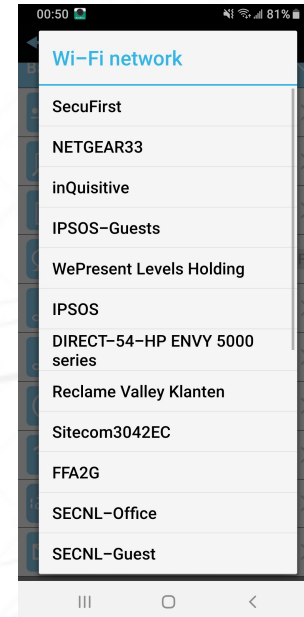 00:50 81%
Wi-Fi network
SecuFirst
NETGEAR33
inQuisitive
IPSOS-Guests
WePresent Levels Holding
IPSOS
DIRECT-54-HP ENVY 5000
series
Reclame Valley Klanten
Sitecom3042EC
FFA2G
SECNL-Office
SECNL-Guest